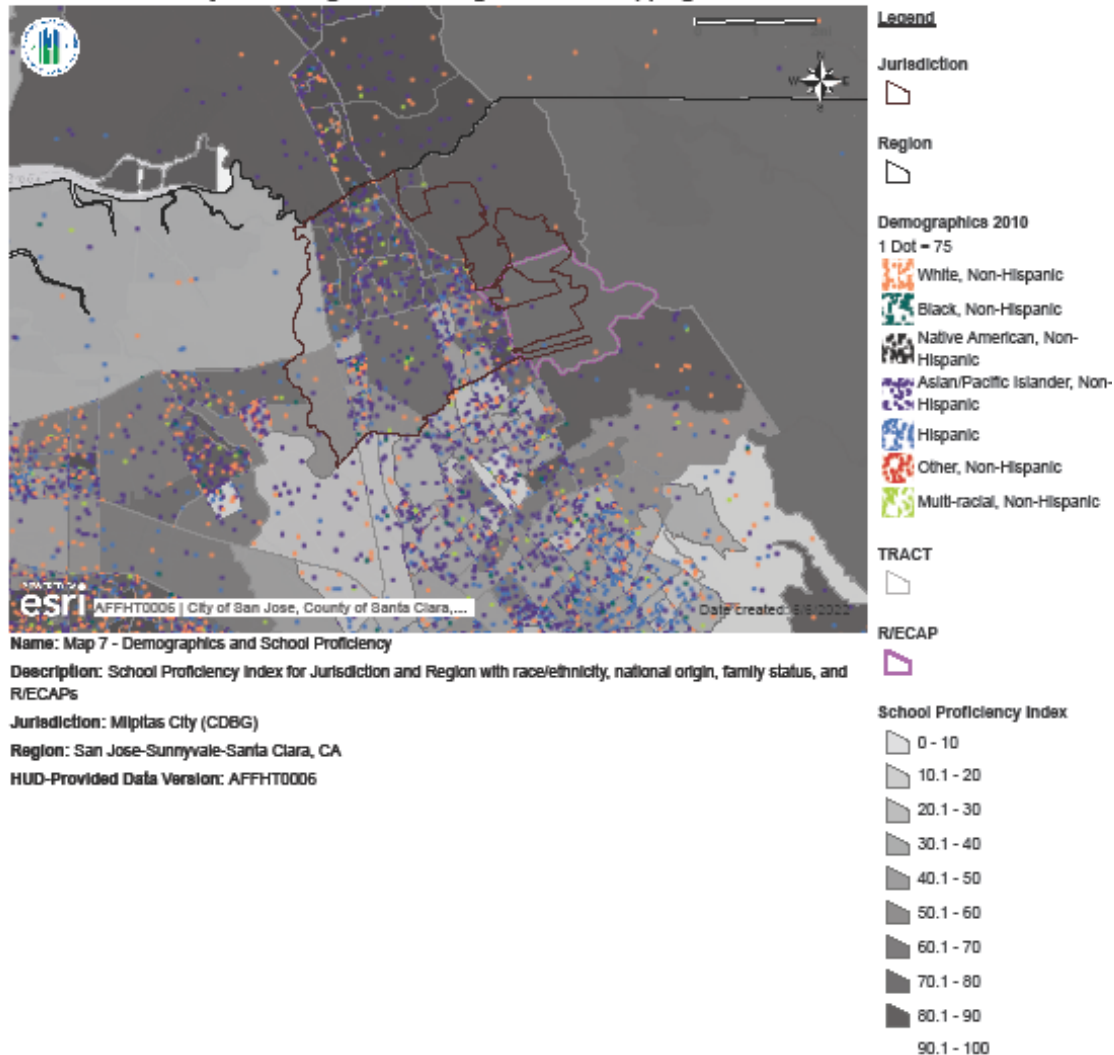 Legend
Jurisdiction
Region
Demographics 2010
1 Dot = 75
White, Non-Hispanic
Black, Non-Hispanic
Native American, Non-
Hispanic
Asian/Pacific Islander, Non-
Hispanic
Hispanic
Other, Non-Hispanic
Multi-racial, Non-Hispanic
TRACT
R/ECAP
School Proficiency Index
0 - 10
10.1 - 20
20.1 - 30
30.1 - 40
40.1 - 50
50.1 - 60
60.1 - 70
70.1 - 80
80.1 - 90
90.1 - 100
N
W E
S
POWERED BY
esri
AFFHT0006 | City of San Jose, County of Santa Clara,...
Date created: 6/6/2022
Name: Map 7 - Demographics and School Proficiency
Description: School Proficiency Index for Jurisdiction and Region with race/ethnicity, national origin, family status, and
R/ECAPs
Jurisdiction: Milpitas City (CDBG)
Region: San Jose-Sunnyvale-Santa Clara, CA
HUD-Provided Data Version: AFFHT0006